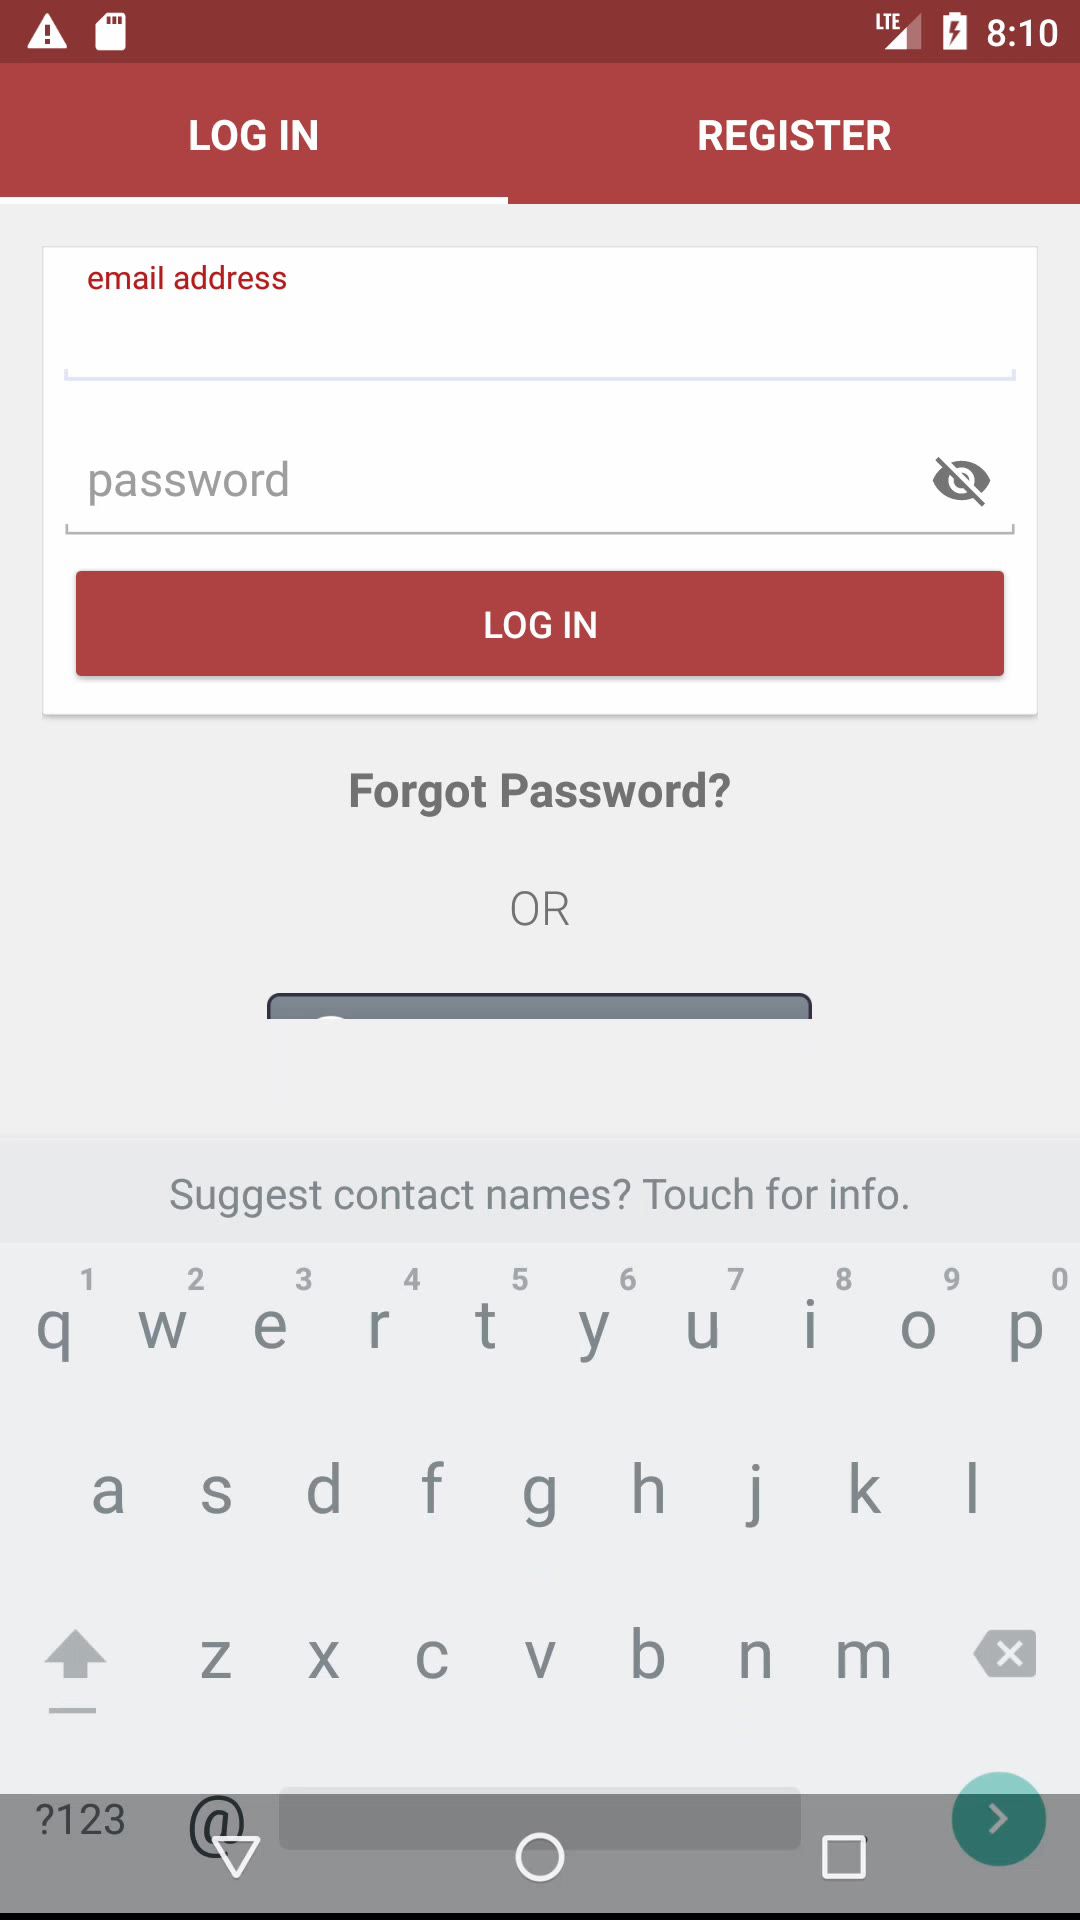 LTE 8:10
LOG IN REGISTER
email address
password
LOG IN
Forgot Password?
OR
Suggest contact names? Touch for info.
1 2 3 4 5 6 7 8 9 0
q w e r t y u i o p
a s d f g h j k l
z x c v b n m
?123 @